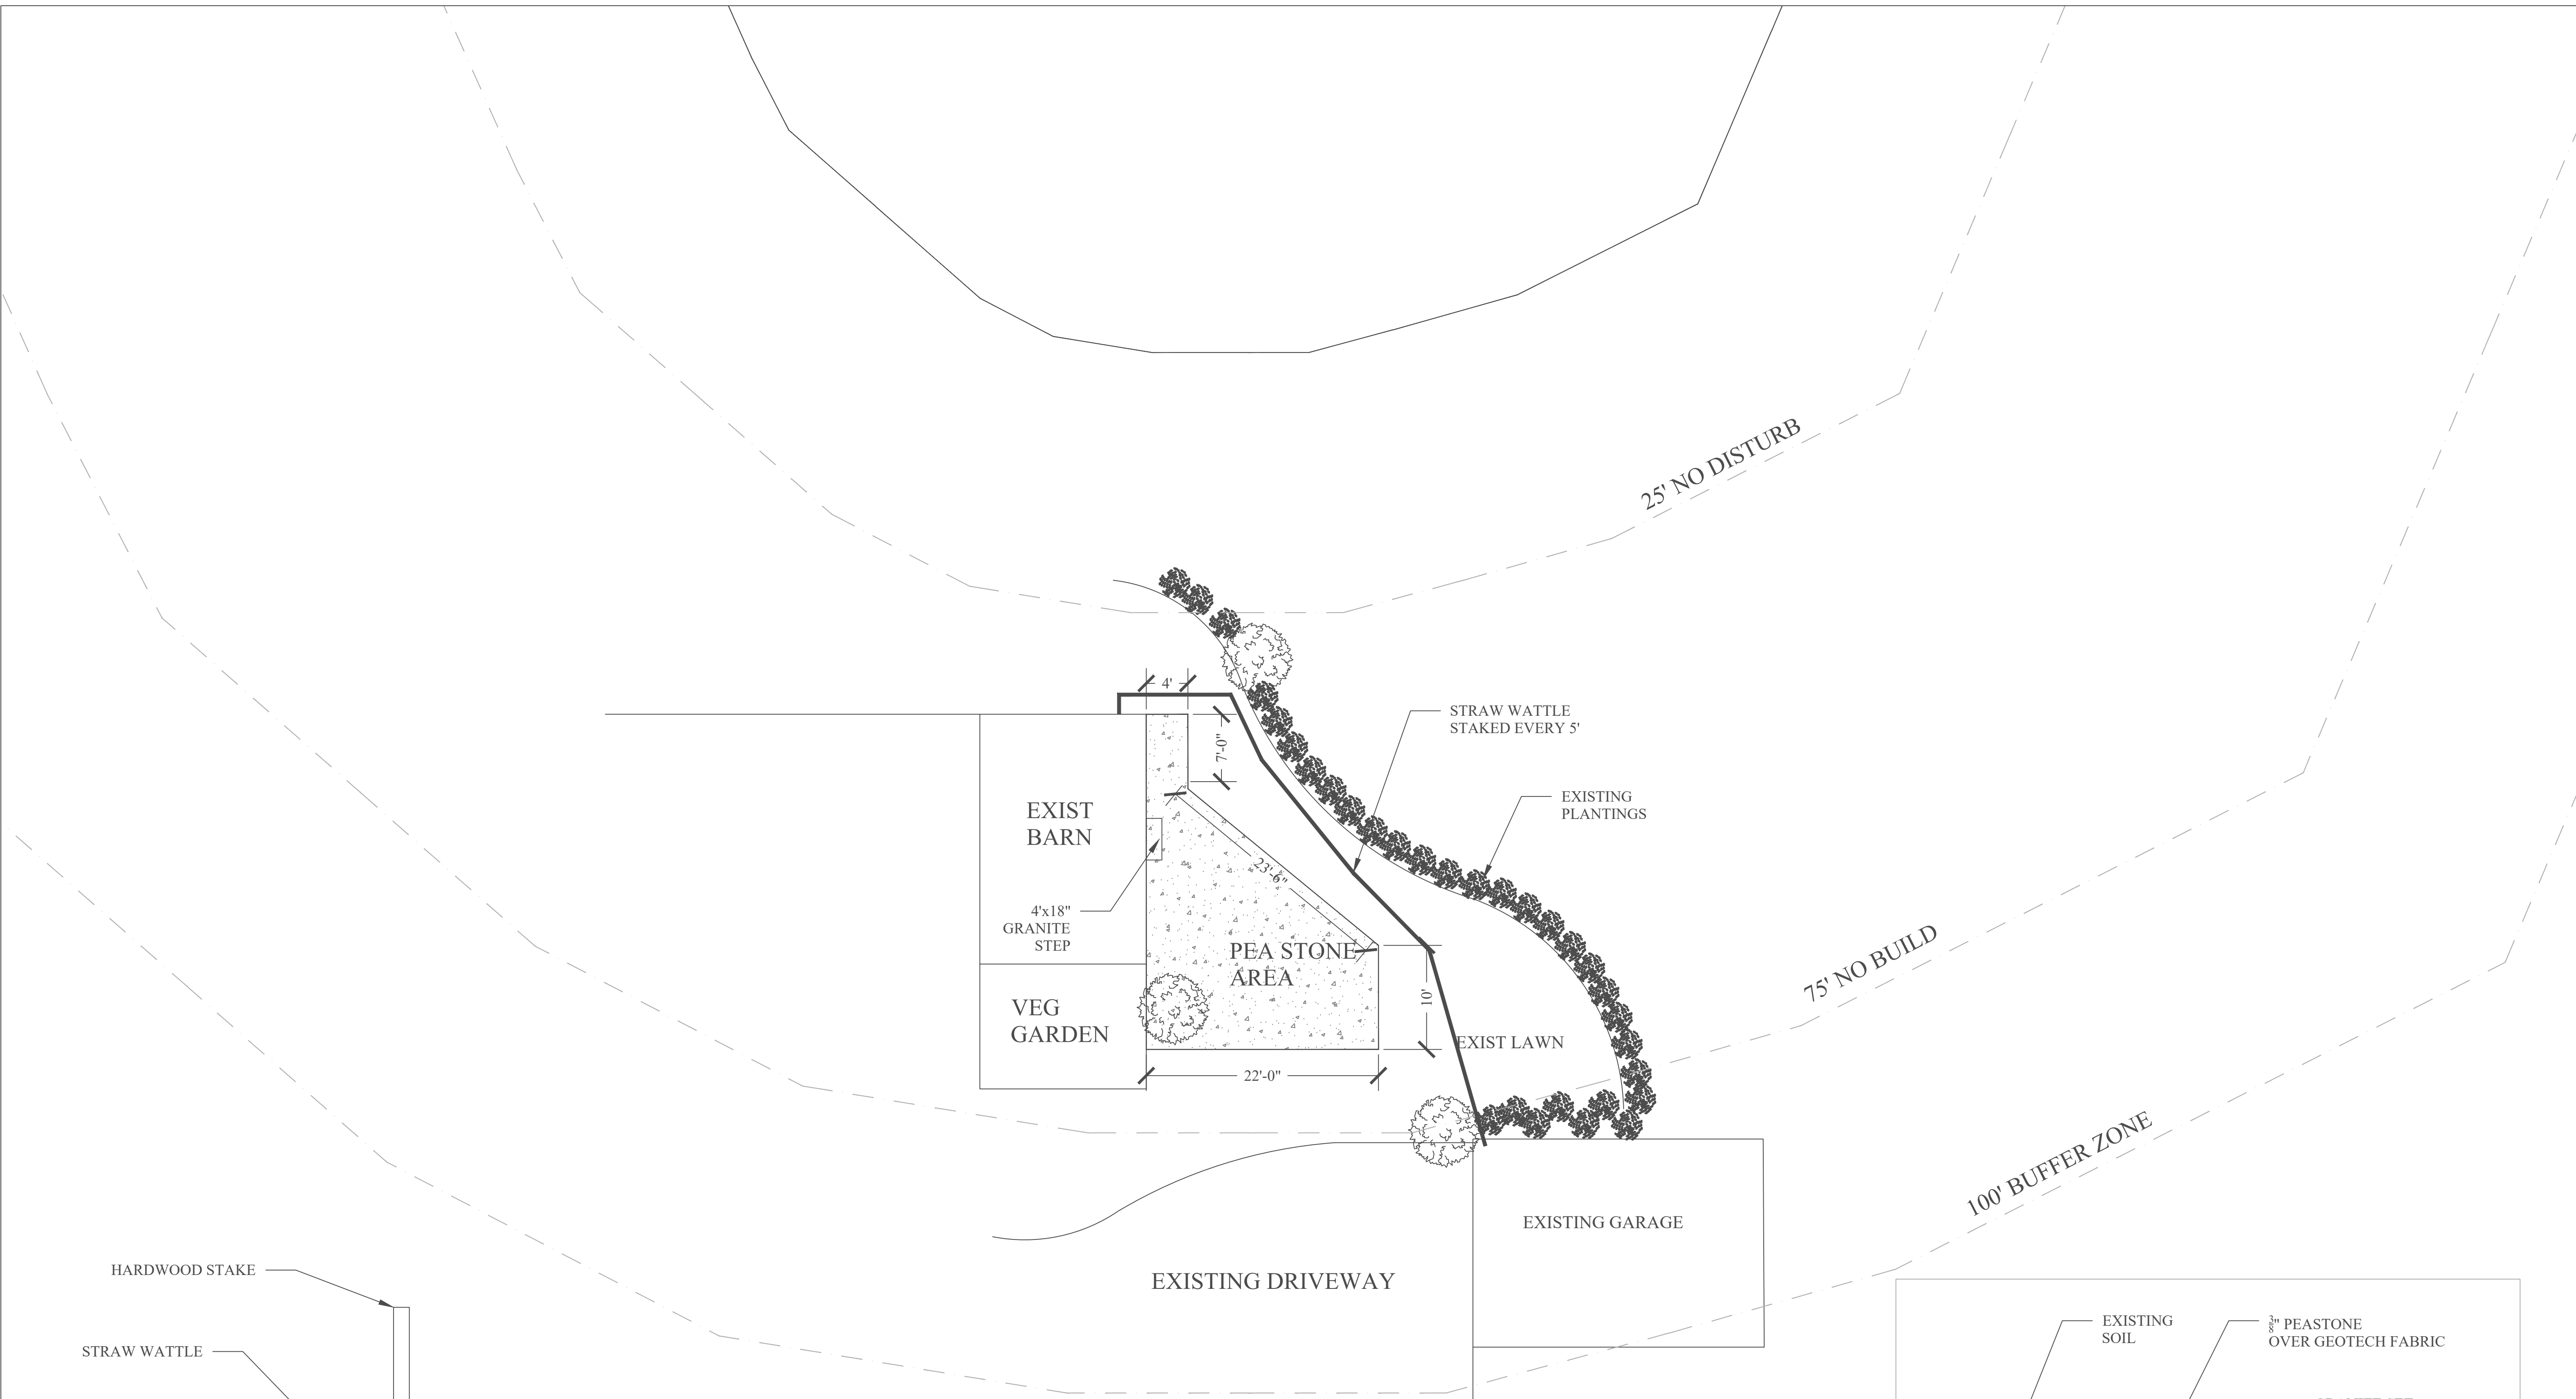 25' NO DISTURB
4'
7'-0"
STRAW WATTLE
STAKED EVERY 5'
EXISTING
PLANTINGS
EXIST
BARN
23'-6"
4'x18"
GRANITE
STEP
PEA STONE
AREA
75' NO BUILD
VEG
GARDEN
10'
EXIST LAWN
22'-0"
100' BUFFER ZONE
EXISTING GARAGE
EXISTING DRIVEWAY
HARDWOOD STAKE
STRAW WATTLE
EXISTING
SOIL
3/8" PEASTONE
OVER GEOTECH FABRIC